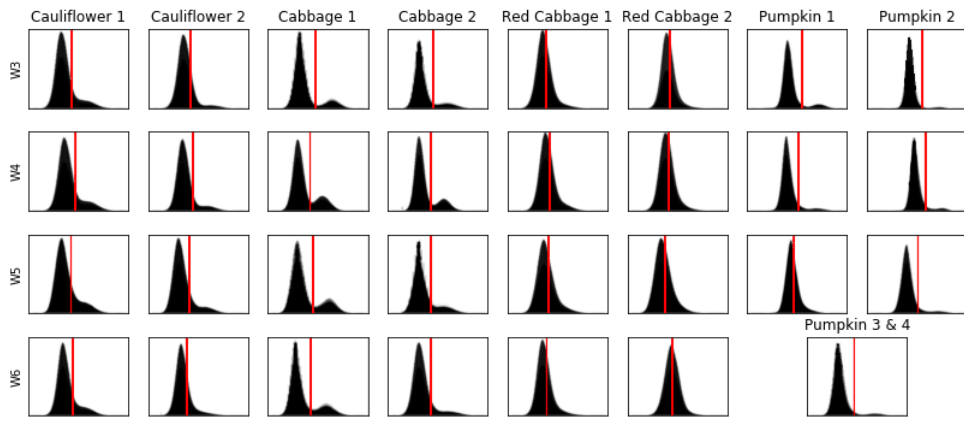 Cauliflower 1 Cauliflower 2 Cabbage 1 Cabbage 2 Red Cabbage 1 Red Cabbage 2 Pumpkin 1 Pumpkin 2
W3
W4
W5
Pumpkin 3 & 4
W6